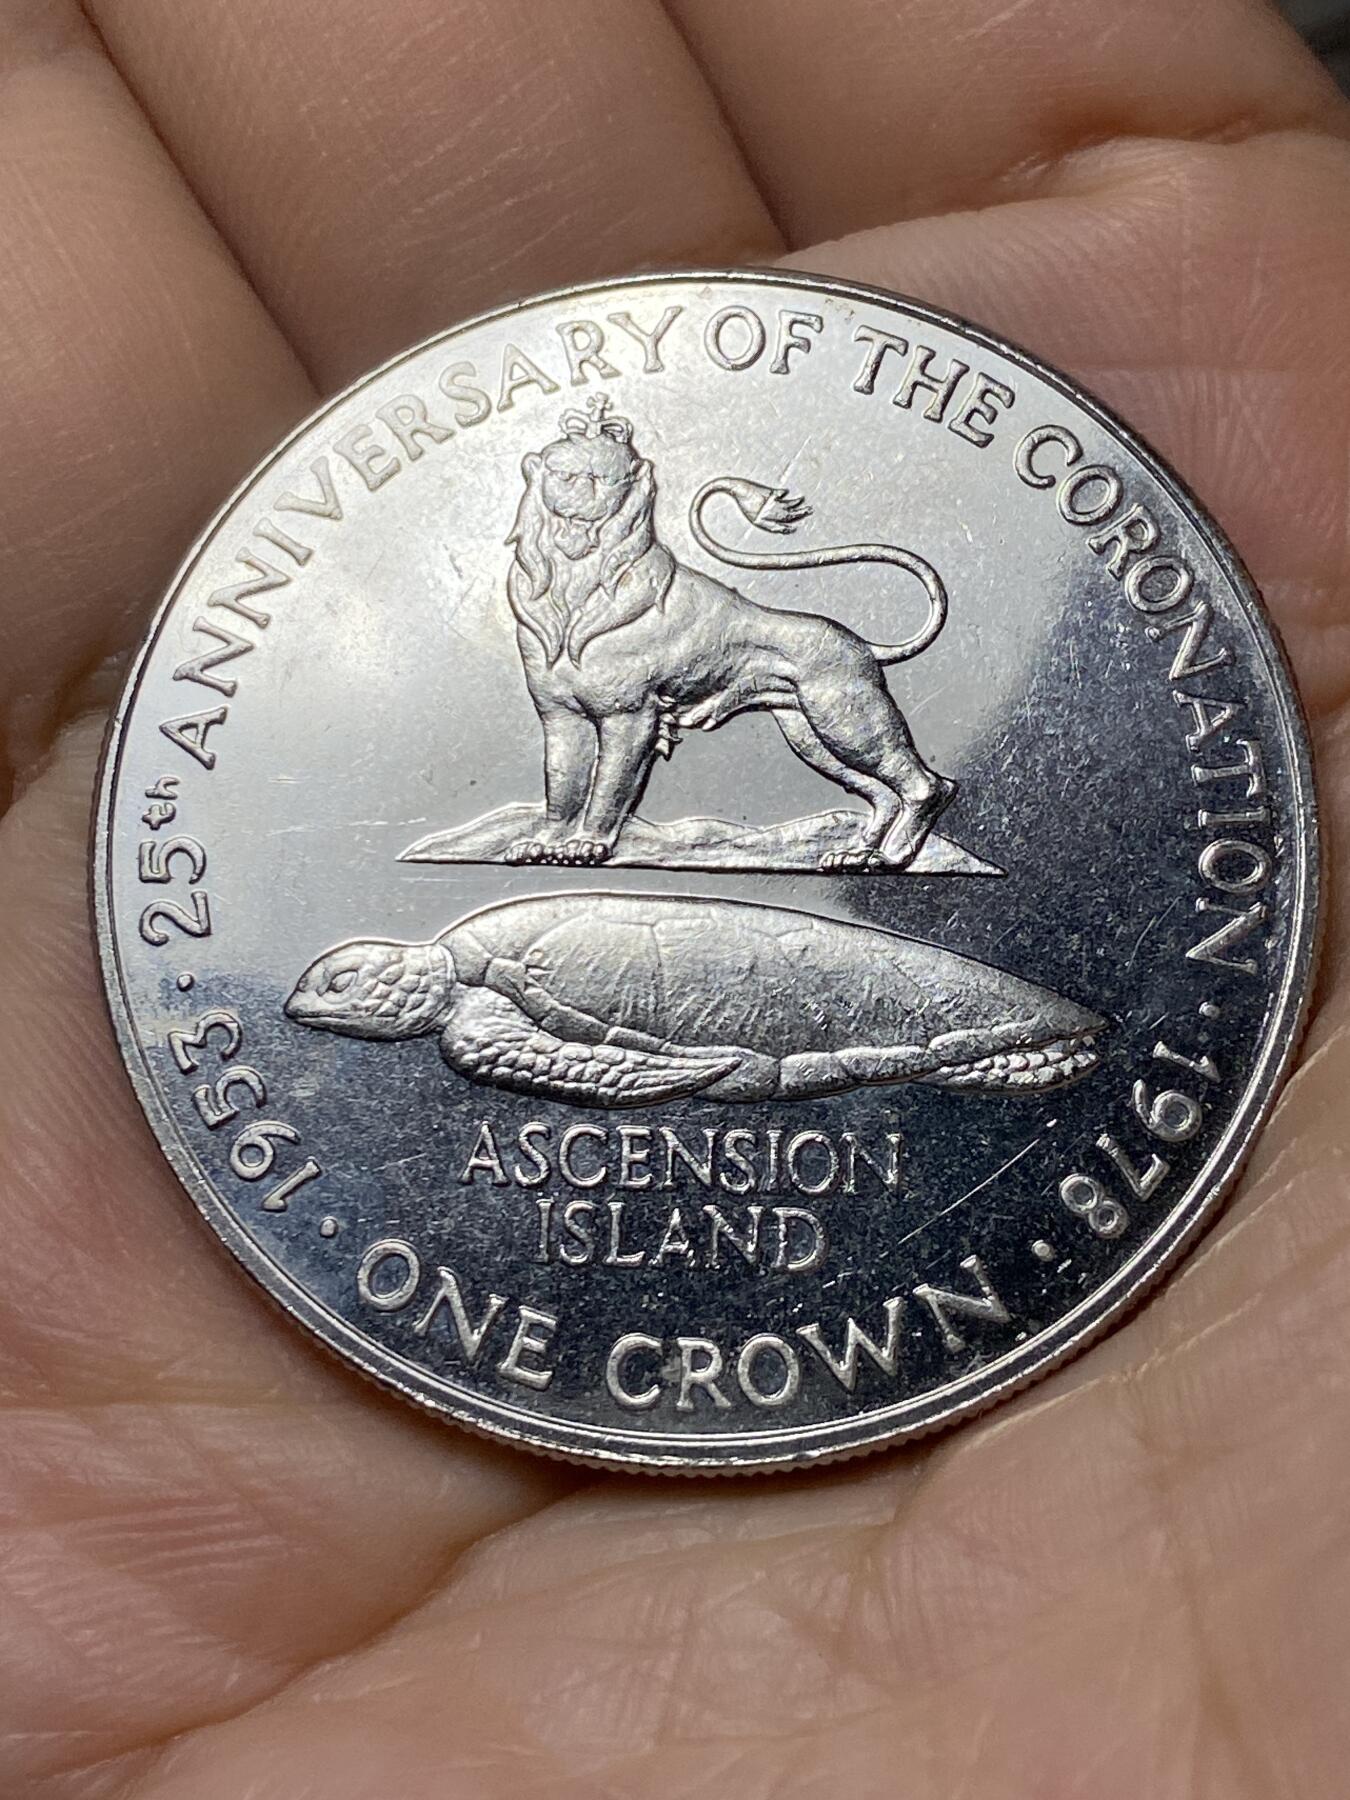 1953 · 25th ANNIVERSARY OF THE CORONATION · 1978 ·
ASCENSION
ISLAND
ONE CROWN